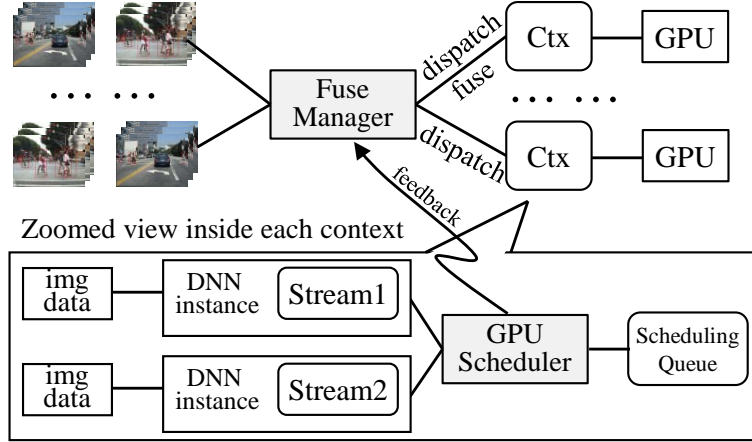 dispatch
Ctx
GPU
Fuse
Manager
fuse
... ...
... ...
dispatch
Ctx
GPU
feedback
Zoomed view inside each context
img
data
DNN
instance
Stream1
GPU
Scheduler
Scheduling
Queue
img
data
DNN
instance
Stream2